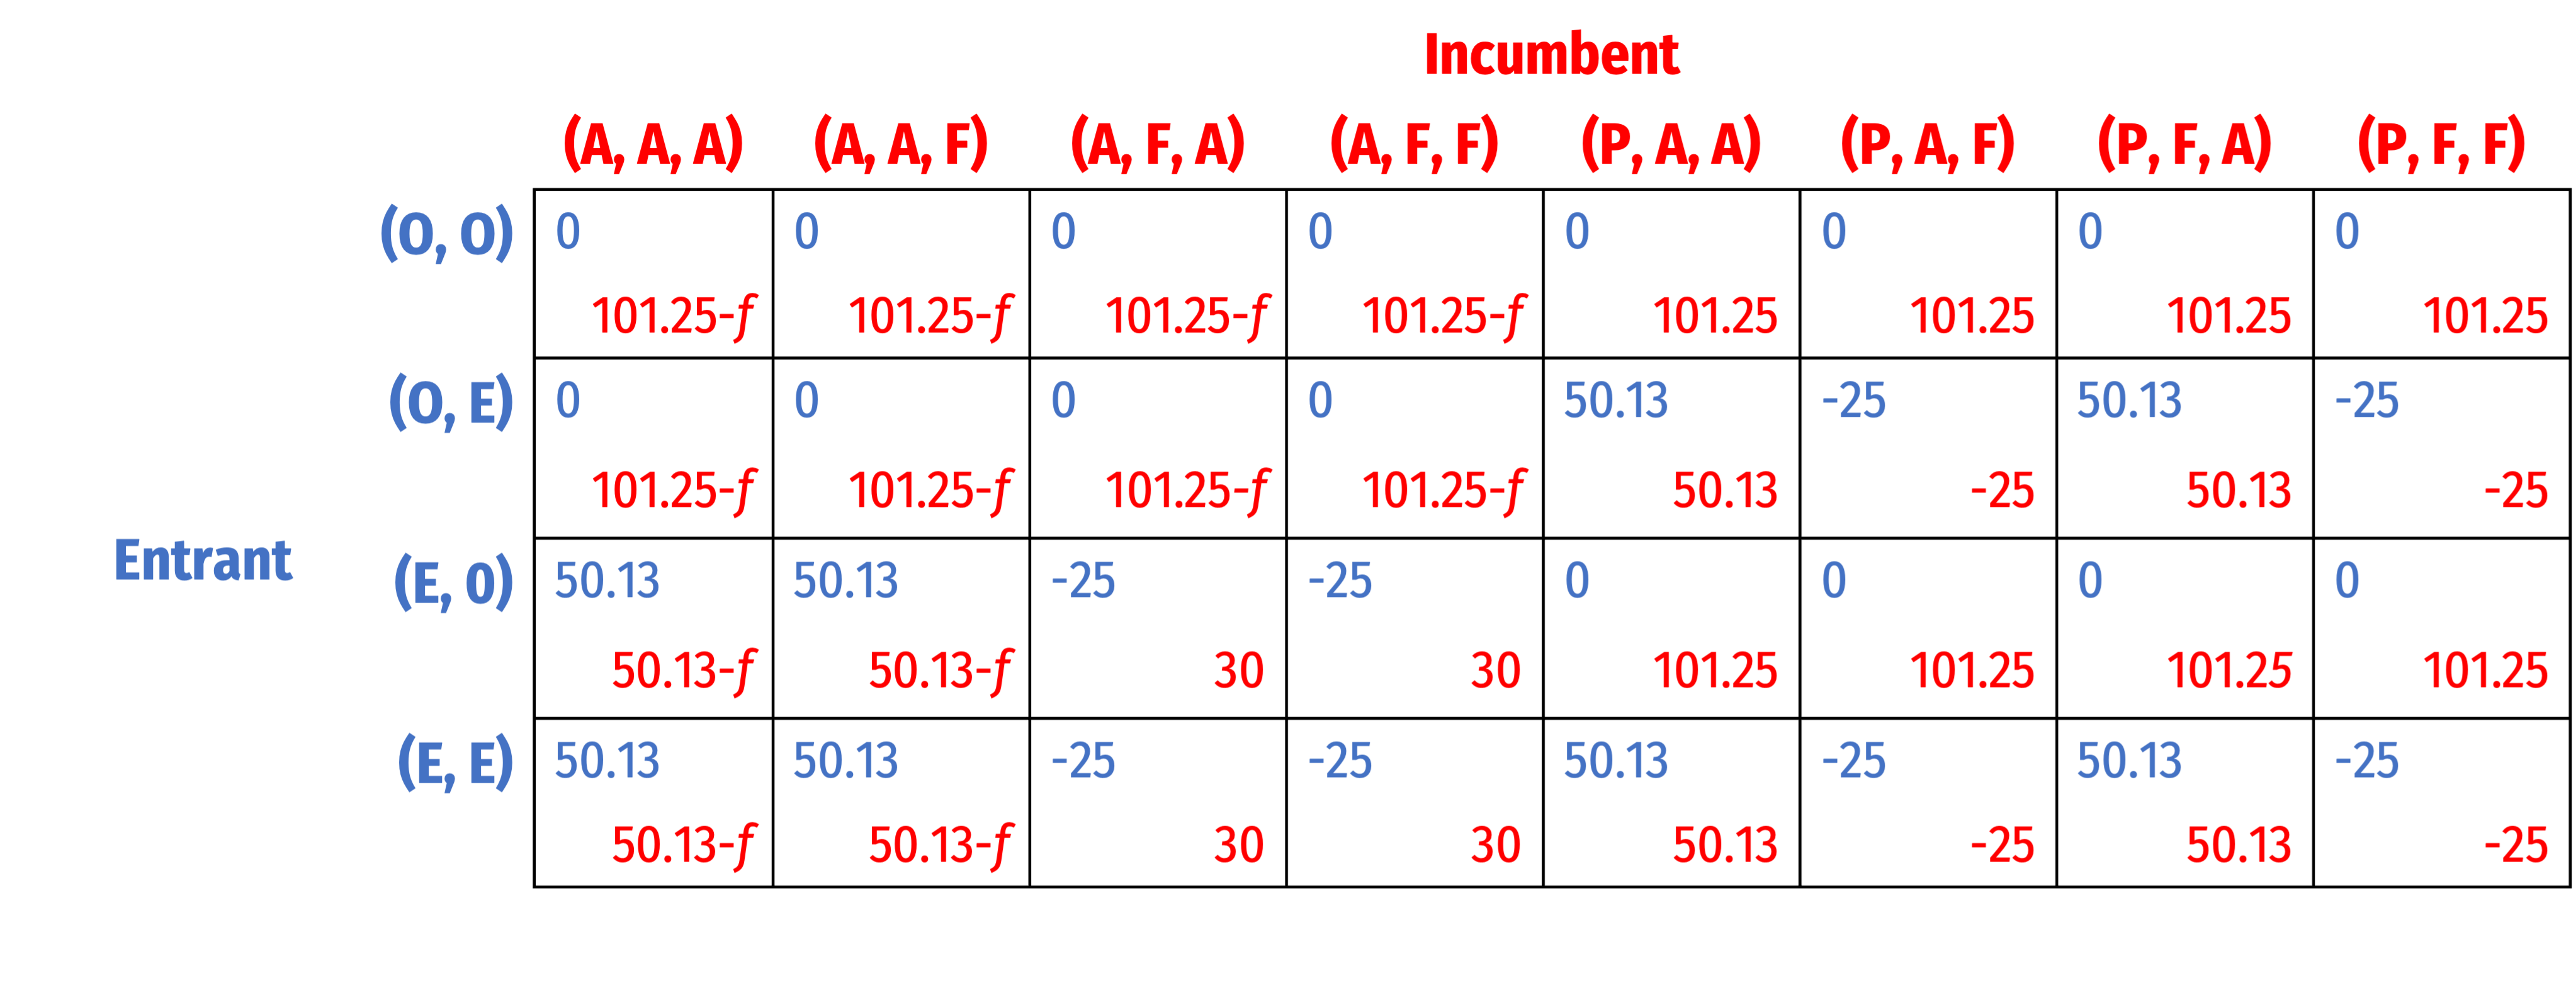 Incumbent
(A, A, A) (A, A, F) (A, F, A) (A, F, F) (P, A, A) (P, A, F) (P, F, A) (P, F, F)
(O, O) 0 0 0 0 0 0 0 0
101.25-f 101.25-f 101.25-f 101.25-f 101.25 101.25 101.25 101.25
(O, E) 0 0 0 0 50.13 -25 50.13 -25
101.25-f 101.25-f 101.25-f 101.25-f 50.13 -25 50.13 -25
Entrant
(E, 0) 50.13 50.13 -25 -25 0 0 0 0
50.13-f 50.13-f 30 30 101.25 101.25 101.25 101.25
(E, E) 50.13 50.13 -25 -25 50.13 -25 50.13 -25
50.13-f 50.13-f 30 30 50.13 -25 50.13 -25